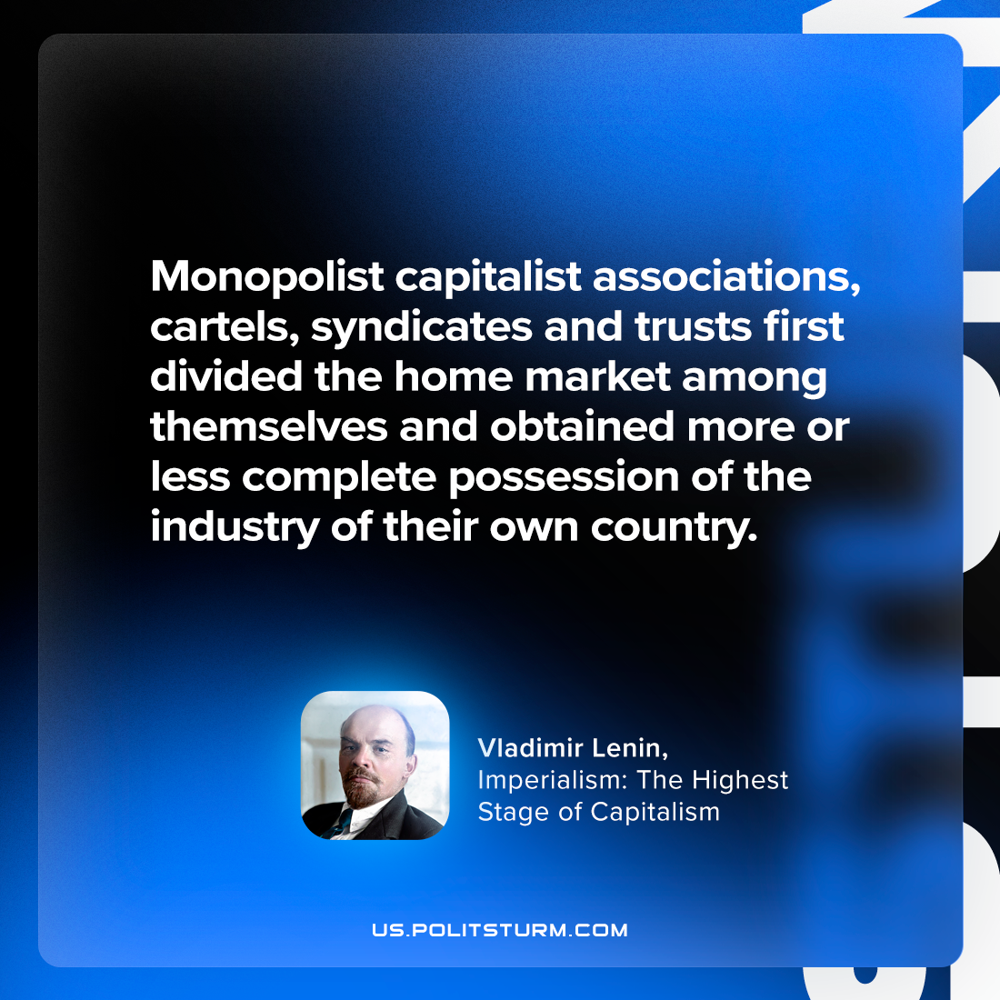 Monopolist capitalist associations,
cartels, syndicates and trusts first
divided the home market among
themselves and obtained more or
less complete possession of the
industry of their own country.
Vladimir Lenin,
Imperialism: The Highest
Stage of Capitalism
US.POLITSTURM.COM